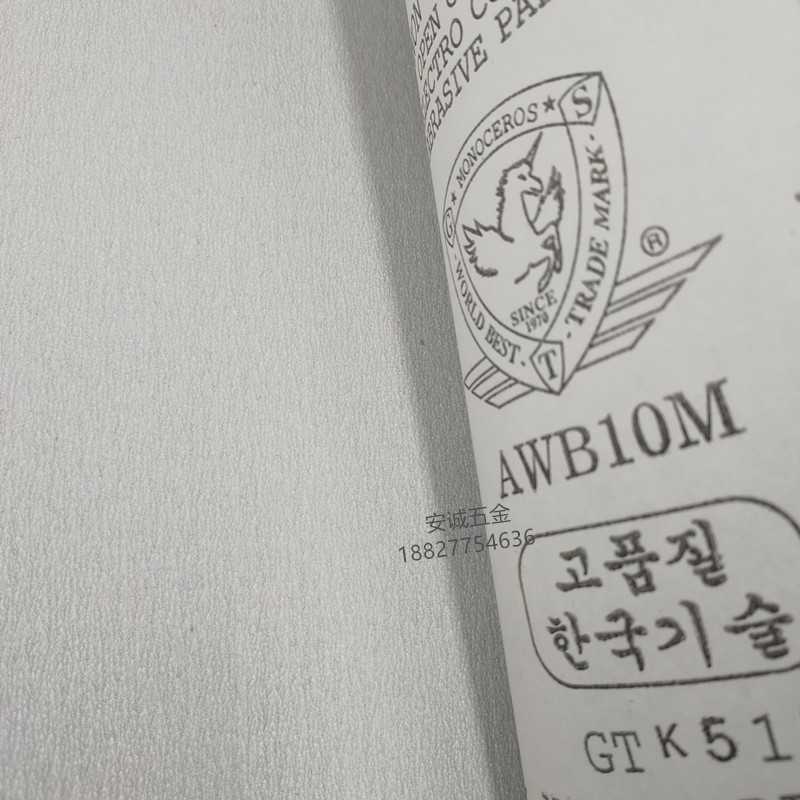 OPEN
ABRASIVE
G ★ MONOCEROS ★ S
· WORLD BEST · T · TRADE MARK ·
SINCE
1970
®
AWB10M
安诚五金
18827754636
고품질
한국기술
GTK51